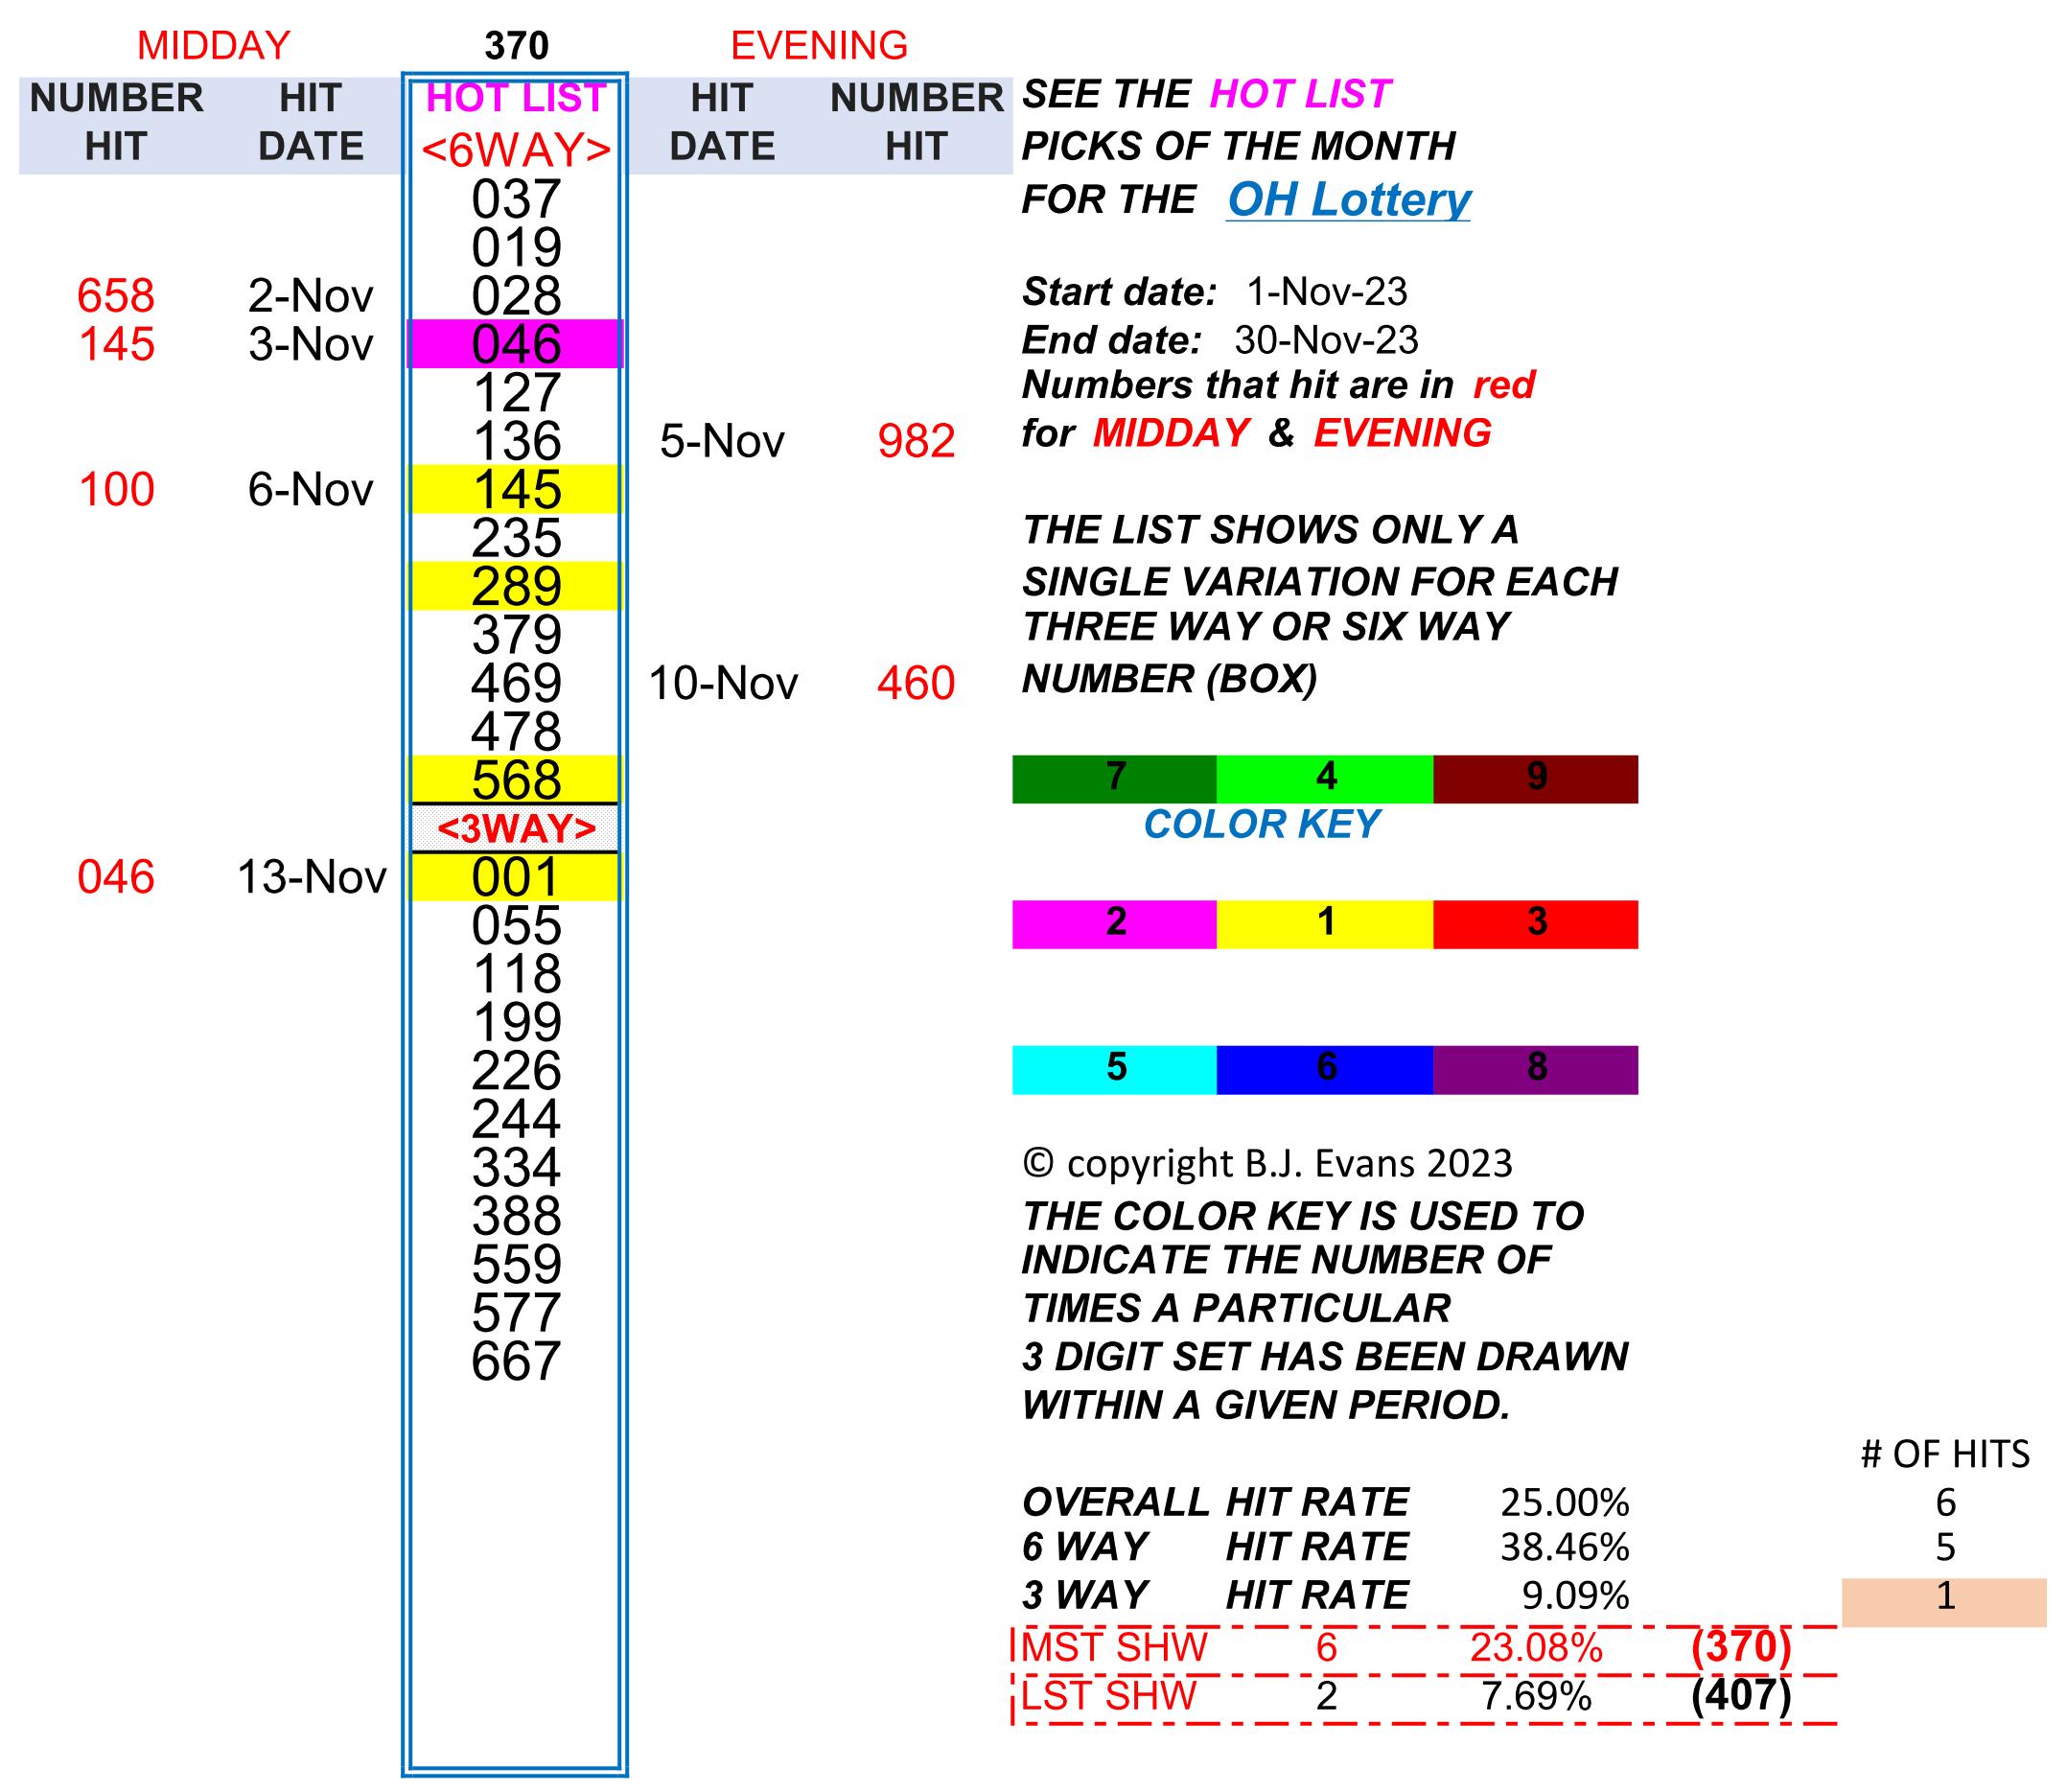 MIDDAY 370 EVENING
NUMBER HIT HOT LIST HIT NUMBER SEE THE HOT LIST
HIT DATE <6WAY> DATE HIT PICKS OF THE MONTH
037 FOR THE OH Lottery
019
658 2-Nov 028 Start date: 1-Nov-23
145 3-Nov 046 End date: 30-Nov-23
127 Numbers that hit are in red
136 5-Nov 982 for MIDDAY & EVENING
100 6-Nov 145
235 THE LIST SHOWS ONLY A
289 SINGLE VARIATION FOR EACH
379 THREE WAY OR SIX WAY
469 10-Nov 460 NUMBER (BOX)
478
568 7 4 9
<3WAY> COLOR KEY
046 13-Nov 001
055 2 1 3
118
199
226 5 6 8
244
334 © copyright B.J. Evans 2023
388 THE COLOR KEY IS USED TO
559 INDICATE THE NUMBER OF
577 TIMES A PARTICULAR
667 3 DIGIT SET HAS BEEN DRAWN
WITHIN A GIVEN PERIOD.
# OF HITS
OVERALL HIT RATE 25.00% 6
6 WAY HIT RATE 38.46% 5
3 WAY HIT RATE 9.09% 1
MST SHW 6 23.08% (370)
LST SHW 2 7.69% (407)